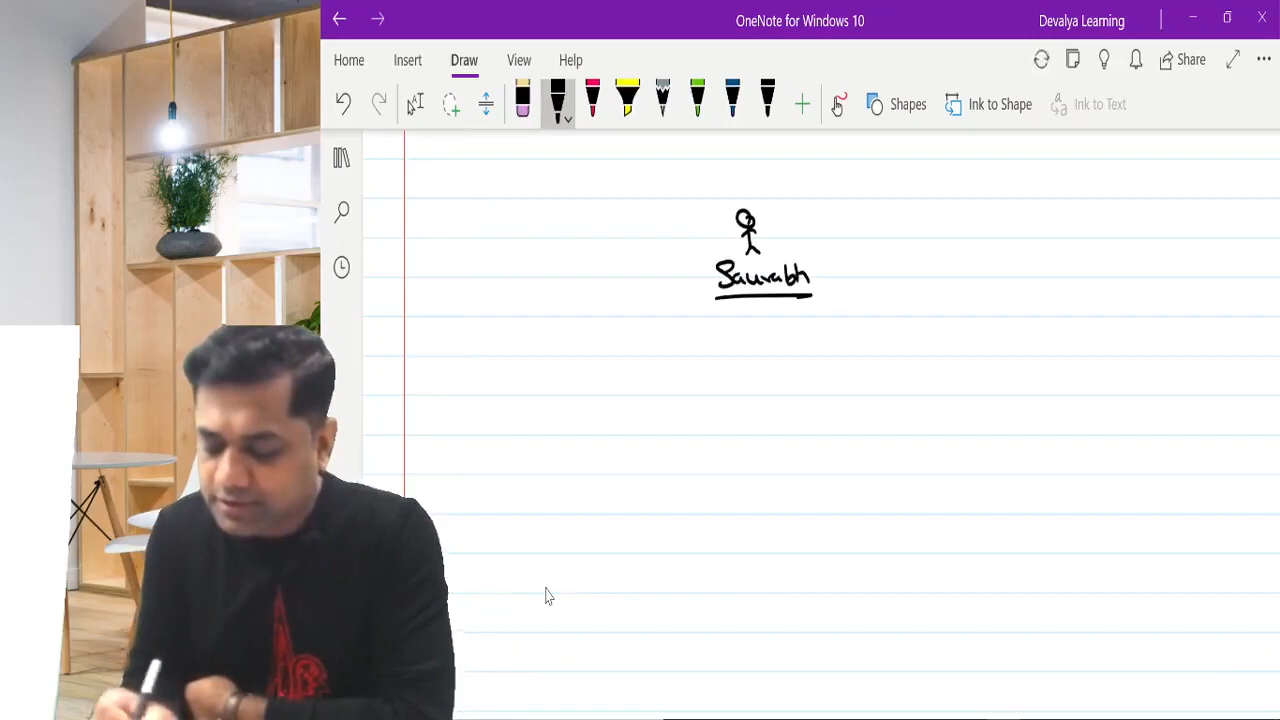 OneNote for Windows 10
Devalya Learning
Home Insert Draw View Help
Share
Shapes
Ink to Shape
Ink to Text
Saurabh